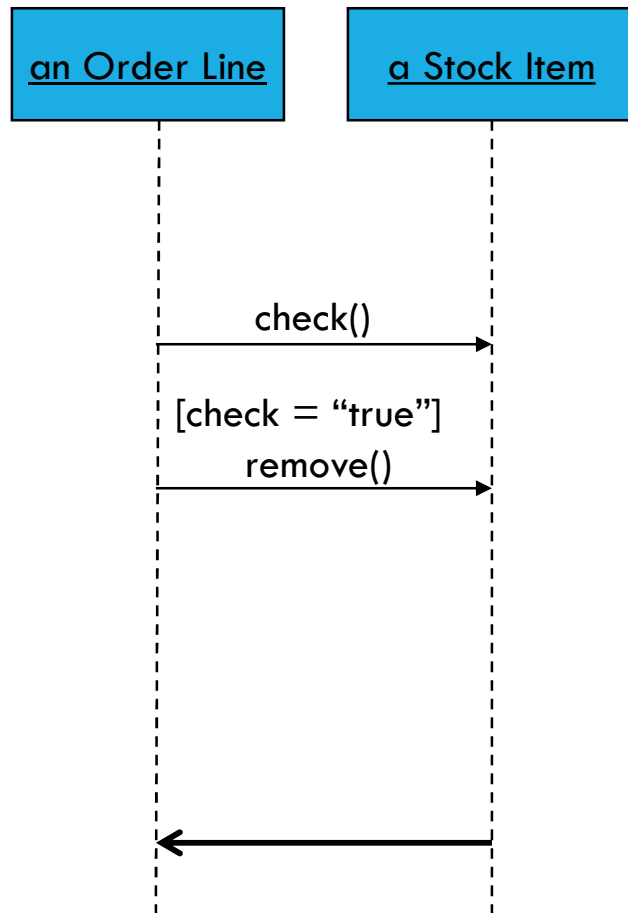 an Order Line
a Stock Item
check()
[check = “true”]
remove()